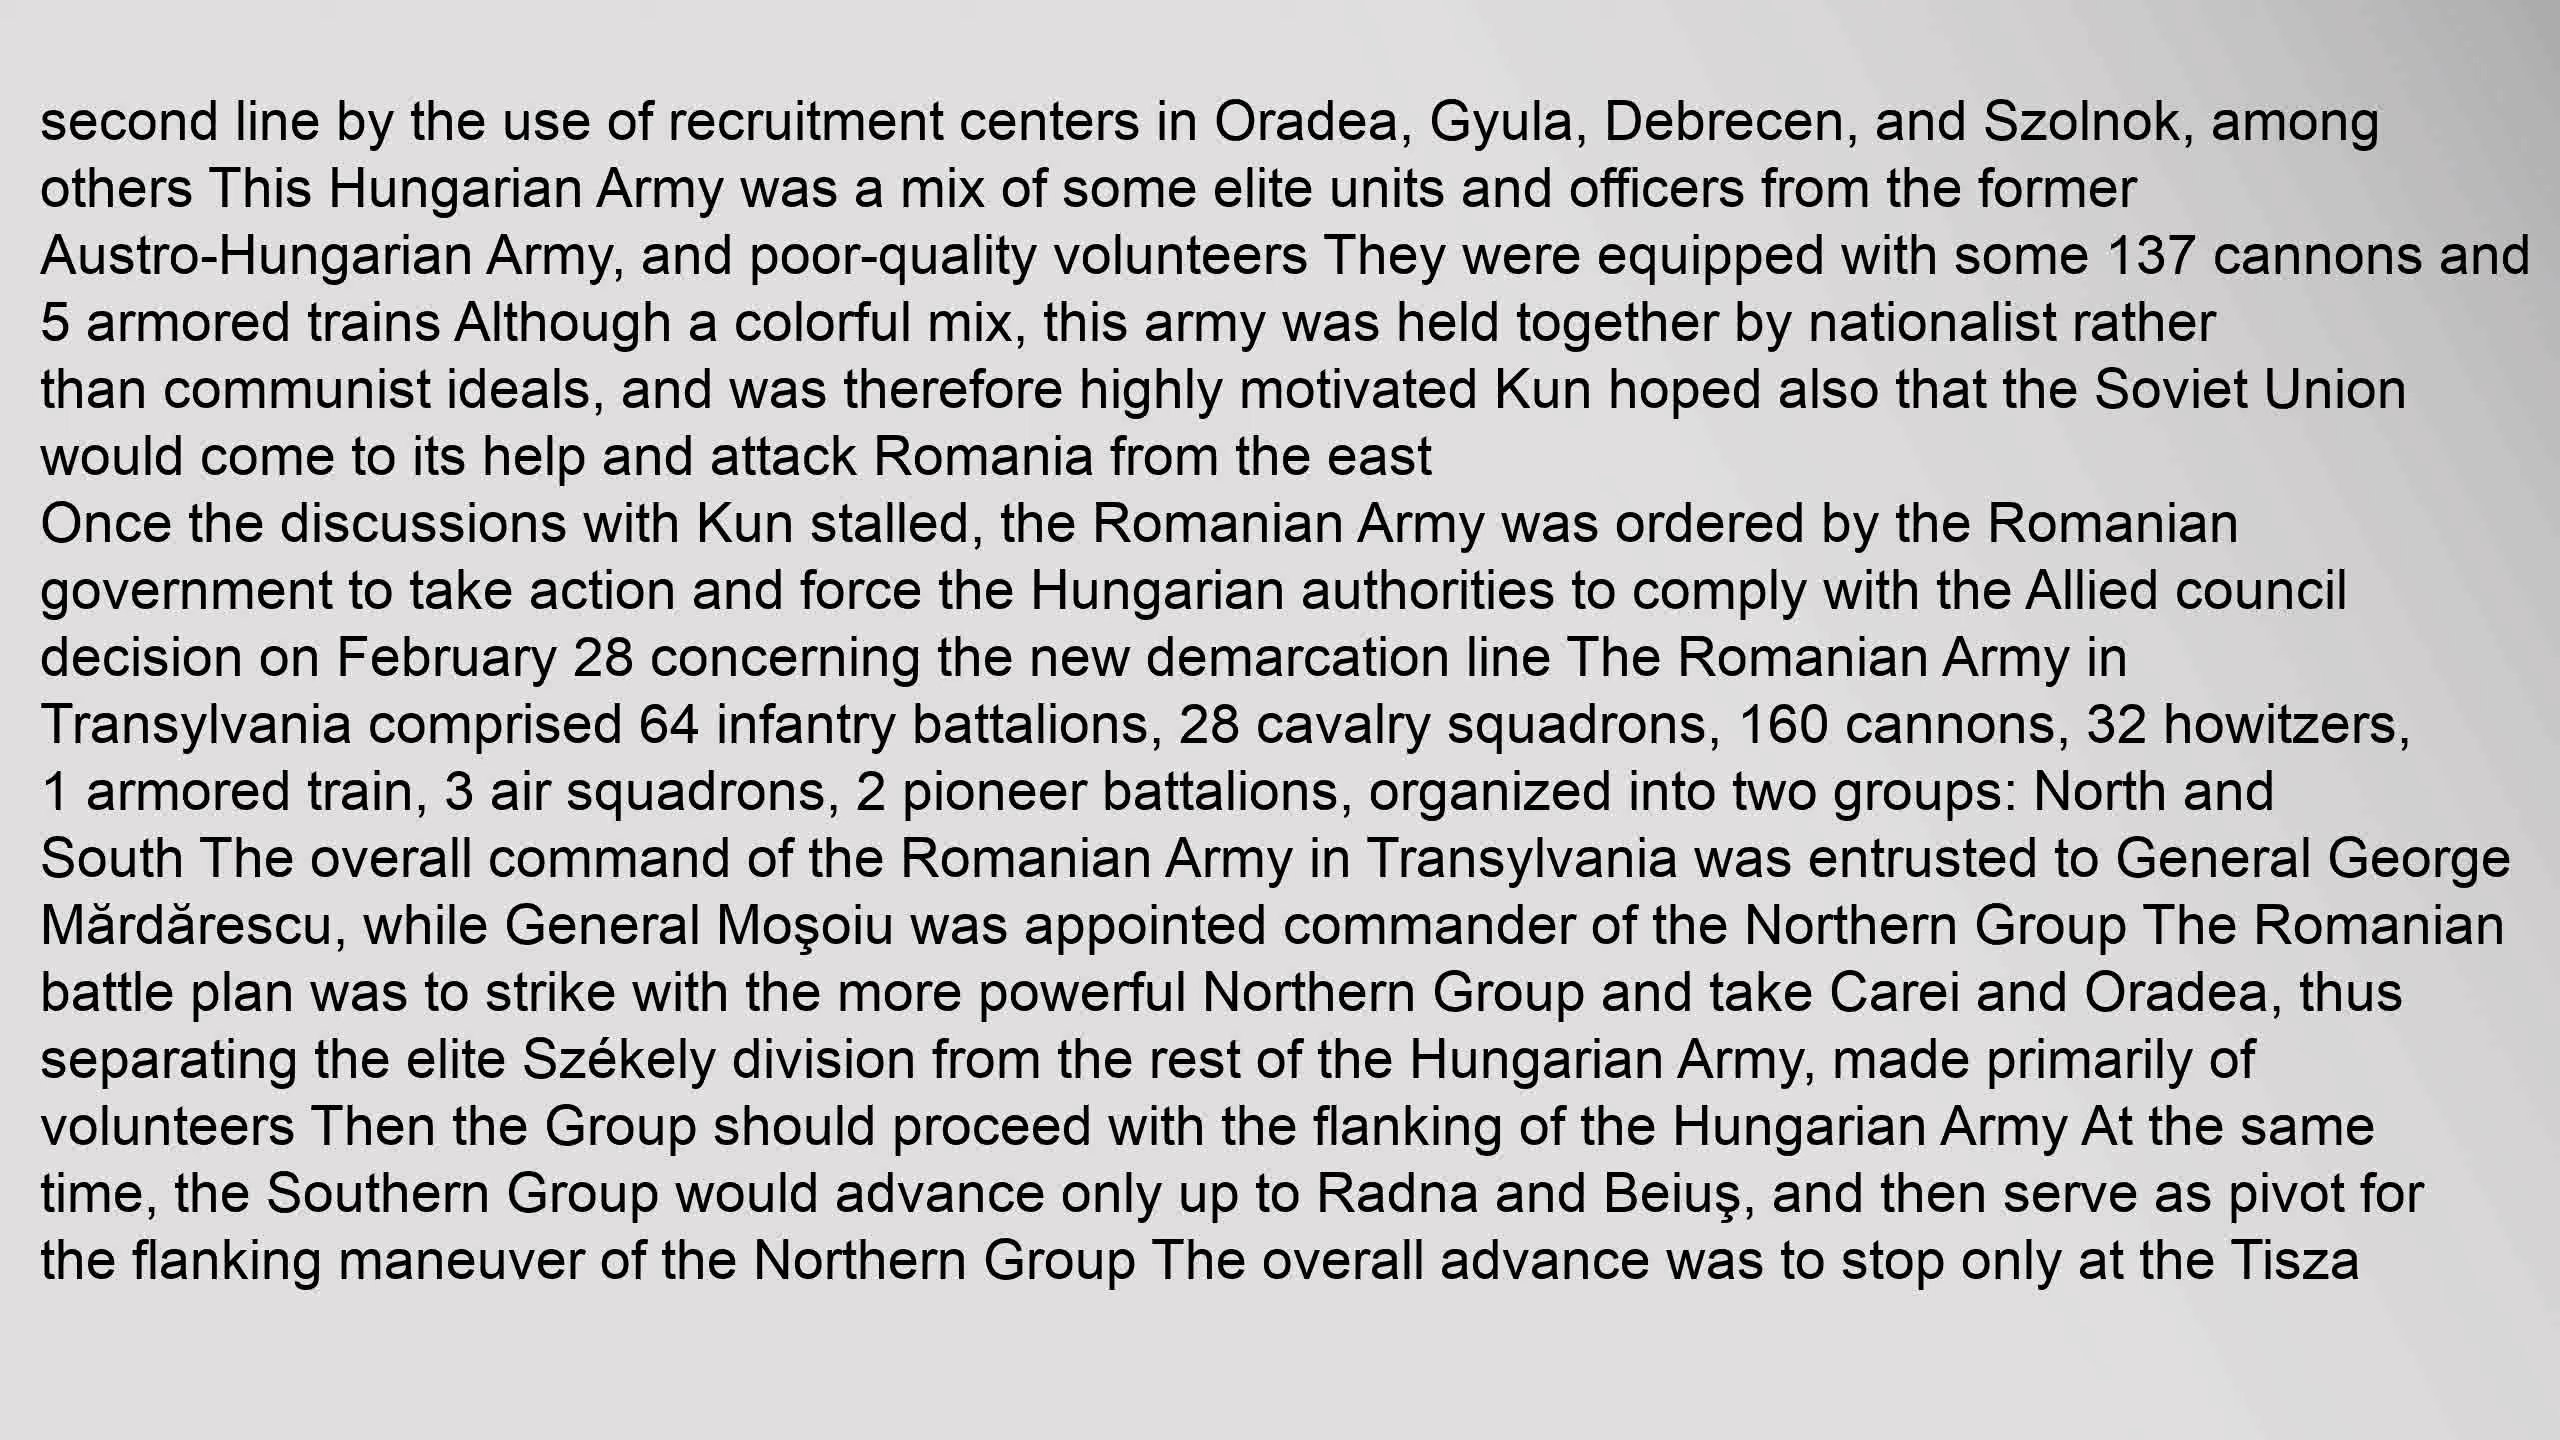 second line by the use of recruitment centers in Oradea, Gyula, Debrecen, and Szolnok, among
others This Hungarian Army was a mix of some elite units and officers from the former
Austro-Hungarian Army, and poor-quality volunteers They were equipped with some 137 cannons and
5 armored trains Although a colorful mix, this army was held together by nationalist rather
than communist ideals, and was therefore highly motivated Kun hoped also that the Soviet Union
would come to its help and attack Romania from the east
Once the discussions with Kun stalled, the Romanian Army was ordered by the Romanian
government to take action and force the Hungarian authorities to comply with the Allied council
decision on February 28 concerning the new demarcation line The Romanian Army in
Transylvania comprised 64 infantry battalions, 28 cavalry squadrons, 160 cannons, 32 howitzers,
1 armored train, 3 air squadrons, 2 pioneer battalions, organized into two groups: North and
South The overall command of the Romanian Army in Transylvania was entrusted to General George
Mărdărescu, while General Moşoiu was appointed commander of the Northern Group The Romanian
battle plan was to strike with the more powerful Northern Group and take Carei and Oradea, thus
separating the elite Székely division from the rest of the Hungarian Army, made primarily of
volunteers Then the Group should proceed with the flanking of the Hungarian Army At the same
time, the Southern Group would advance only up to Radna and Beiuş, and then serve as pivot for
the flanking maneuver of the Northern Group The overall advance was to stop only at the Tisza